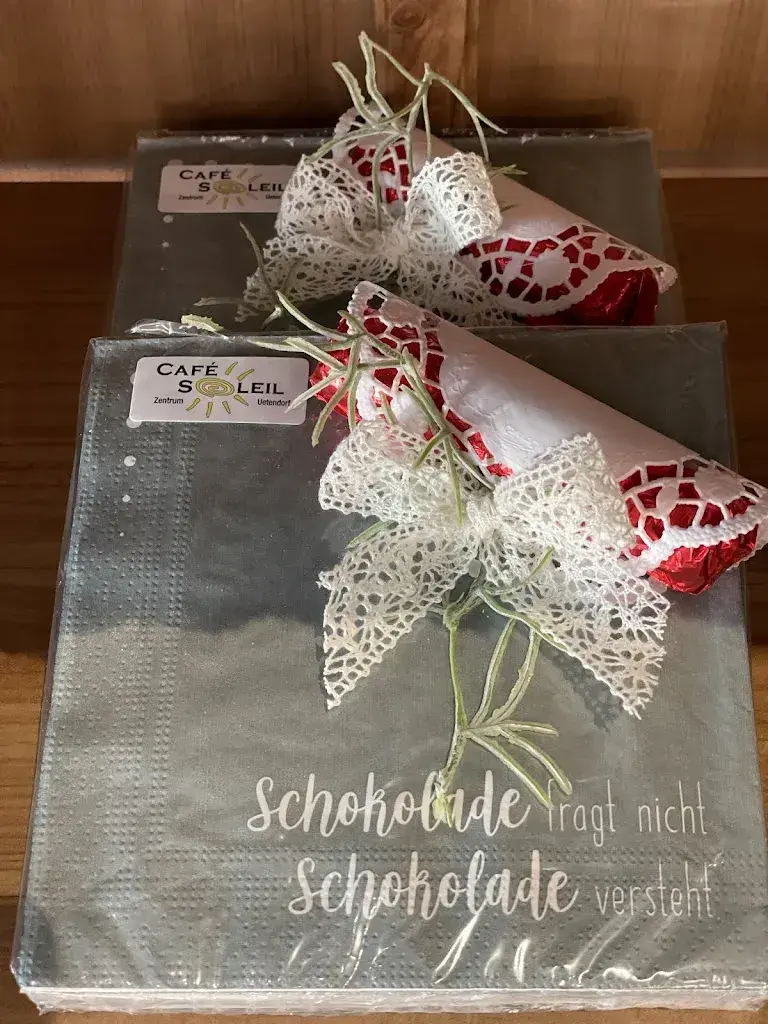 CAFÉ
SOLEIL
Zentrum Uetendorf
CAFÉ
SOLEIL
Zentrum Uetendorf
Schokolade fragt nicht
Schokolade versteht